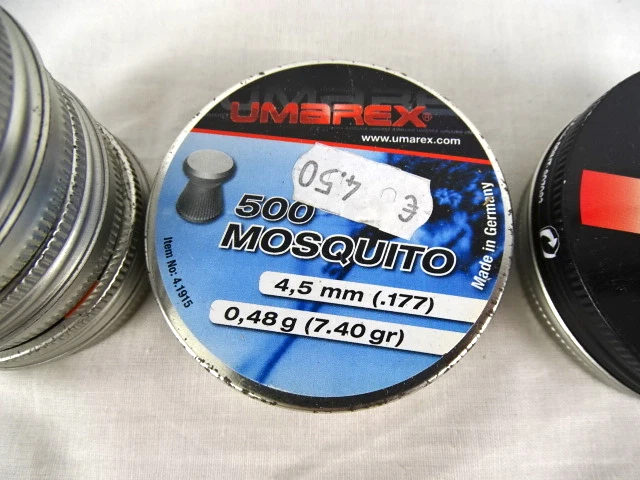 UMAREX®
www.umarex.com
€ 4.50
500
MOSQUITO
4,5 mm (.177)
0,48 g (7.40 gr)
Item No: 4.1915
Made in Germany